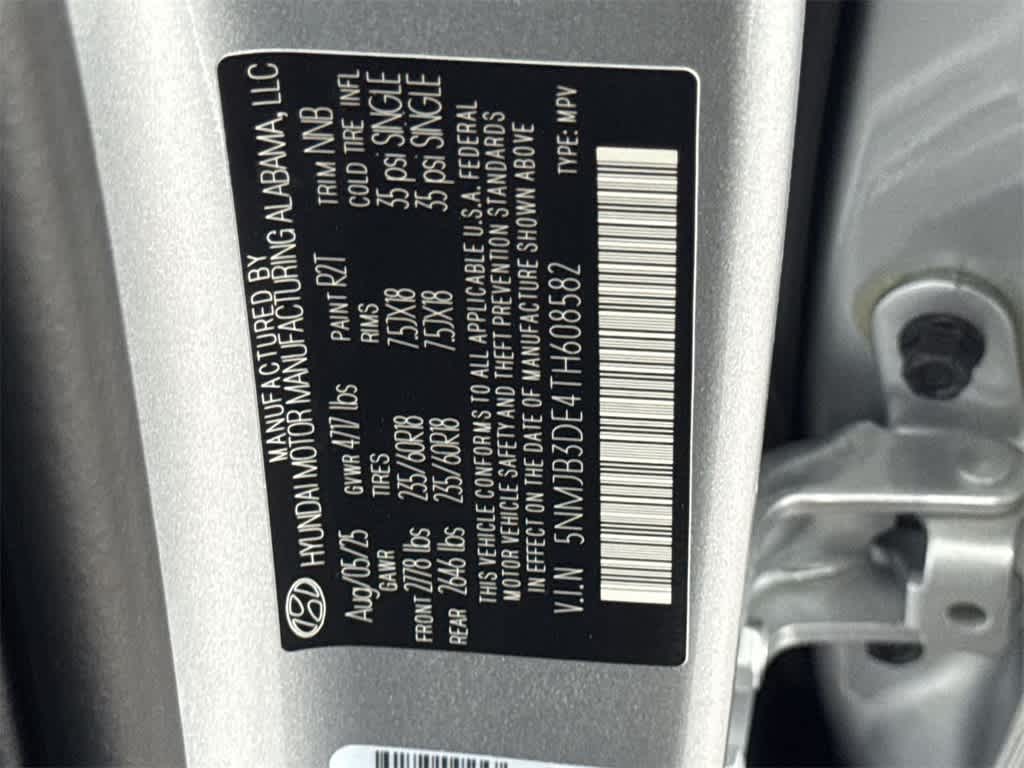 MANUFACTURED BY
HYUNDAI MOTOR MANUFACTURING ALABAMA, LLC
Aug/05/25 GVWR 4717 lbs PAINT R2T TRIM NNB
GAWR TIRES RIMS COLD TIRE INFL
FRONT 2778 lbs 235/60R18 7.5JX18 35 psi SINGLE
REAR 2646 lbs 235/60R18 7.5JX18 35 psi SINGLE
THIS VEHICLE CONFORMS TO ALL APPLICABLE U.S.A. FEDERAL
MOTOR VEHICLE SAFETY AND THEFT PREVENTION STANDARDS
IN EFFECT ON THE DATE OF MANUFACTURE SHOWN ABOVE
V.I.N 5NMJB3DE4TH608582 TYPE: MPV